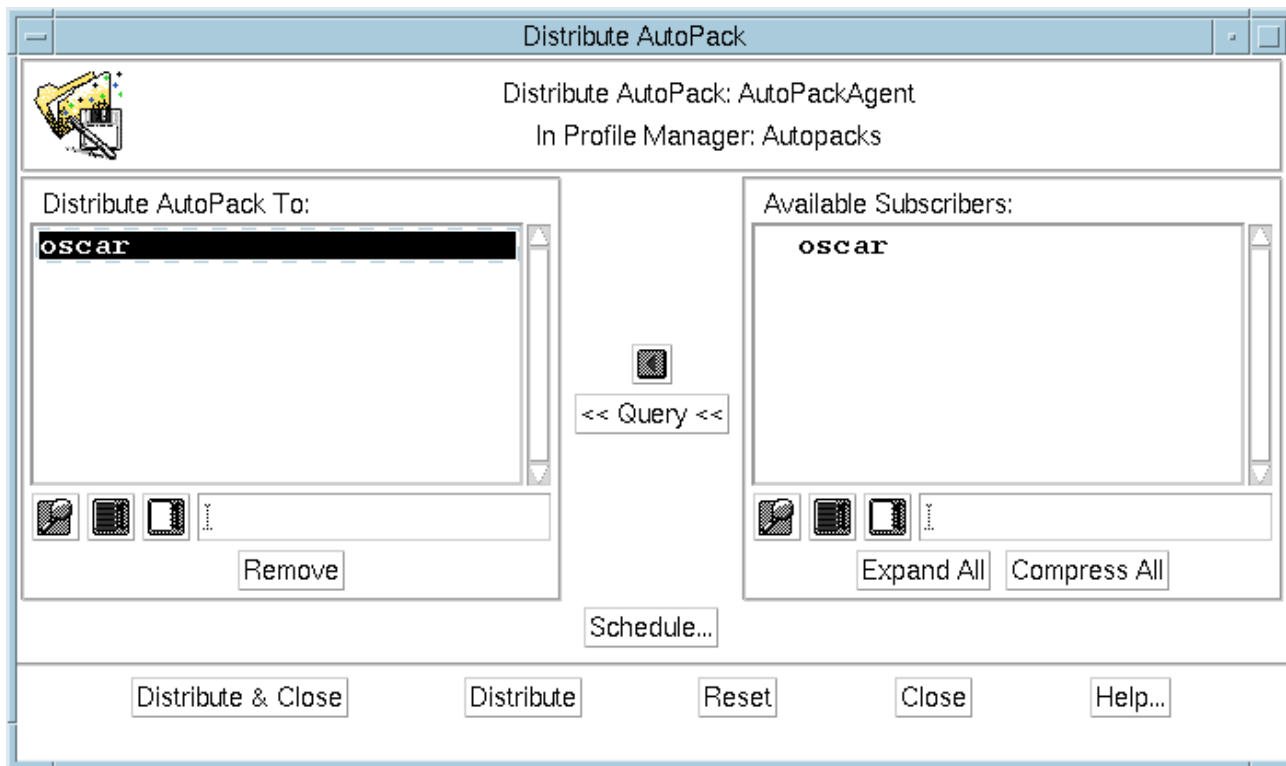 Distribute AutoPack
Distribute AutoPack: AutoPackAgent
In Profile Manager: Autopacks
Distribute AutoPack To:
oscar
Remove
<< Query <<
Available Subscribers:
oscar
Expand All Compress All
Schedule...
Distribute & Close Distribute Reset Close Help...